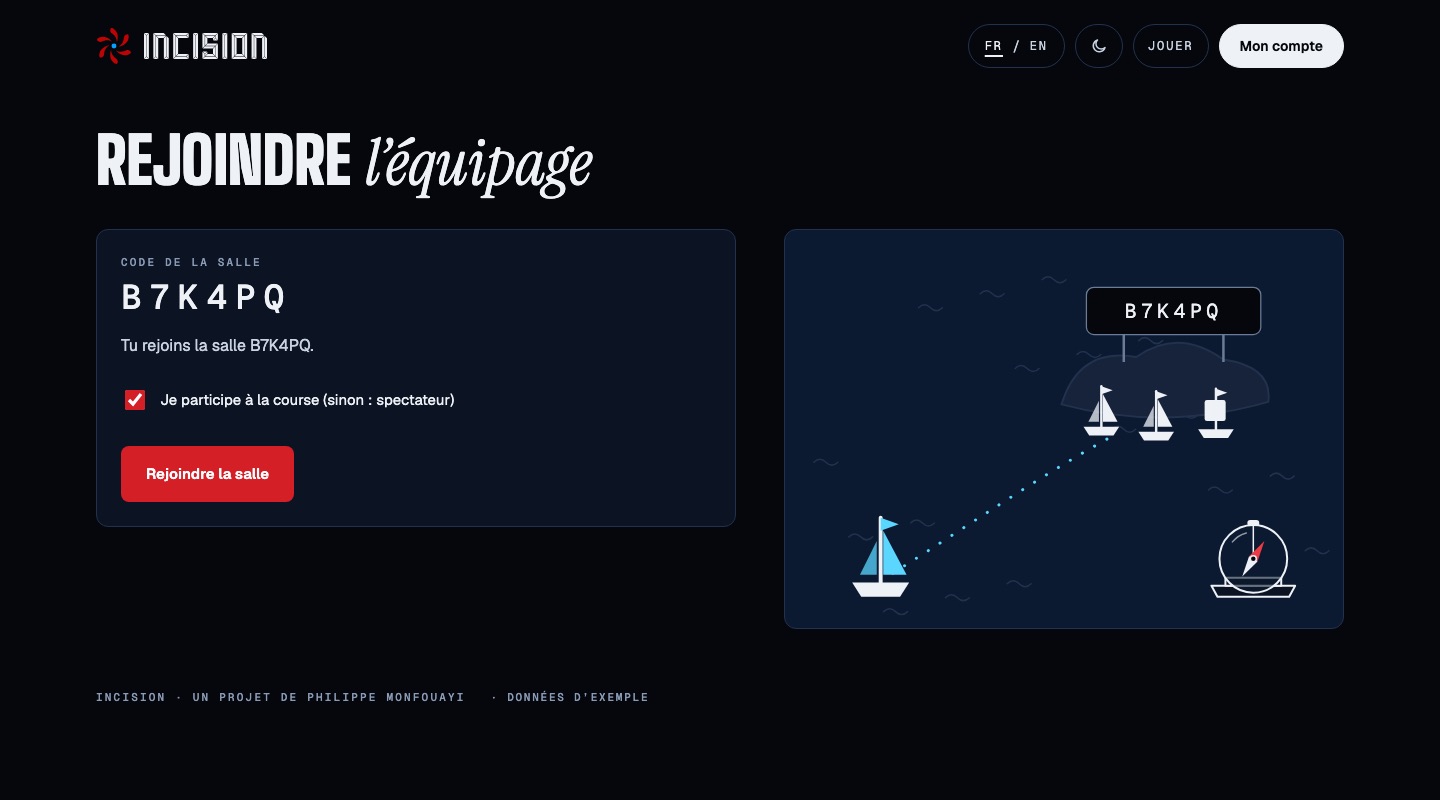 INCISION
FR / EN
JOUER
Mon compte
REJOINDRE l’équipage
CODE DE LA SALLE
B7K4PQ
Tu rejoins la salle B7K4PQ.
Je participe à la course (sinon : spectateur)
Rejoindre la salle
B7K4PQ
INCISION · UN PROJET DE PHILIPPE MONFOUAYI · DONNÉES D’EXEMPLE